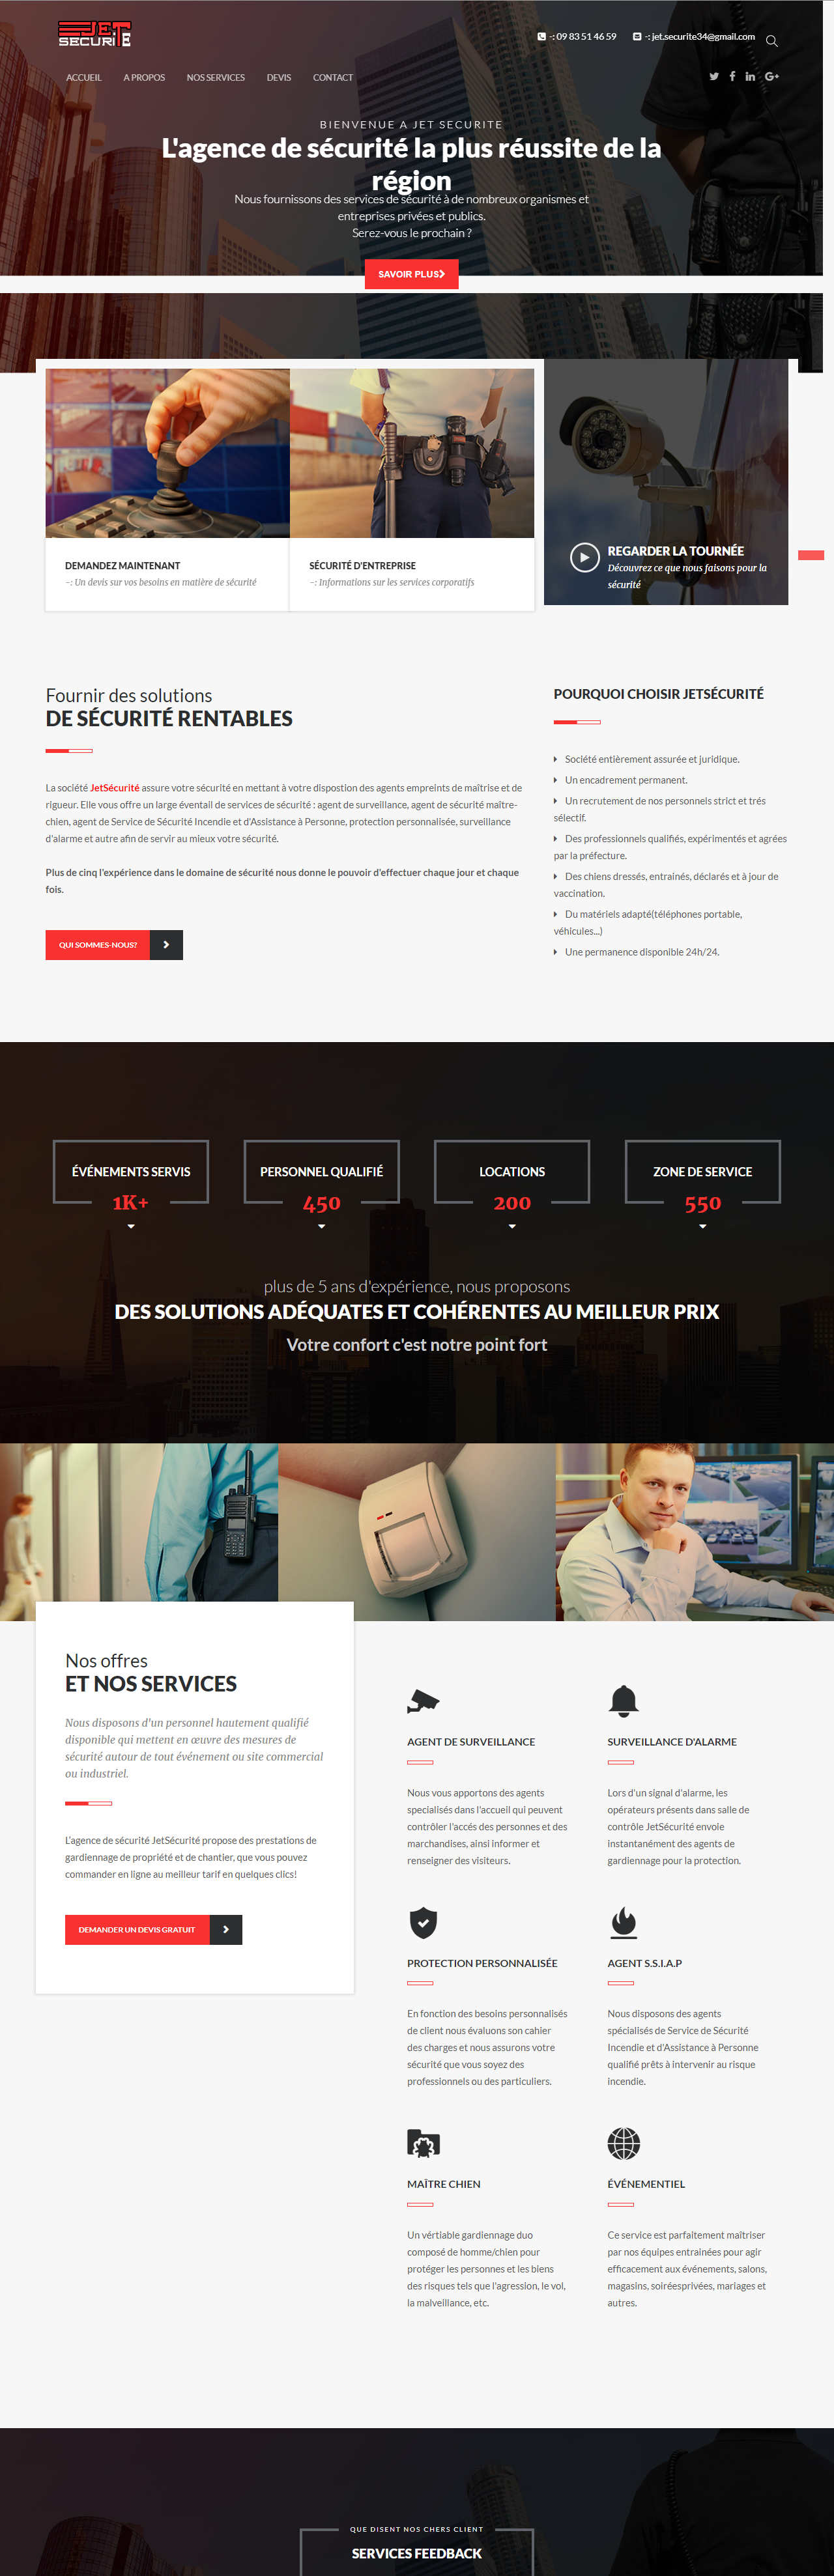 JET
SECURITE
-: 09 83 51 46 59
-: jet.securite34@gmail.com
ACCUEIL
A PROPOS
NOS SERVICES
DEVIS
CONTACT
BIENVENUE A JET SECURITE
L'agence de sécurité la plus réussite de la
région
Nous fournissons des services de sécurité à de nombreux organismes et
entreprises privées et publics.
Serez-vous le prochain ?
SAVOIR PLUS
DEMANDEZ MAINTENANT
-: Un devis sur vos besoins en matière de sécurité
SÉCURITÉ D'ENTREPRISE
-: Informations sur les services corporatifs
REGARDER LA TOURNÉE
Découvrez ce que nous faisons pour la
sécurité
Fournir des solutions
DE SÉCURITÉ RENTABLES
La société JetSécurité assure votre sécurité en mettant à votre dispostion des agents empreints de maîtrise et de
rigueur. Elle vous offre un large éventail de services de sécurité : agent de surveillance, agent de sécurité maître-
chien, agent de Service de Sécurité Incendie et d'Assistance à Personne, protection personnalisée, surveillance
d'alarme et autre afin de servir au mieux votre sécurité.
Plus de cinq l'expérience dans le domaine de sécurité nous donne le pouvoir d'effectuer chaque jour et chaque
fois.
QUI SOMMES-NOUS?
POURQUOI CHOISIR JETSÉCURITÉ
Société entièrement assurée et juridique.
Un encadrement permanent.
Un recrutement de nos personnels strict et trés
sélectif.
Des professionnels qualifiés, expérimentés et agrées
par la préfecture.
Des chiens dressés, entrainés, déclarés et à jour de
vaccination.
Du matériels adapté(téléphones portable,
véhicules...)
Une permanence disponible 24h/24.
ÉVÉNEMENTS SERVIS
1K+
PERSONNEL QUALIFIÉ
450
LOCATIONS
200
ZONE DE SERVICE
550
plus de 5 ans d'expérience, nous proposons
DES SOLUTIONS ADÉQUATES ET COHÉRENTES AU MEILLEUR PRIX
Votre confort c'est notre point fort
Nos offres
ET NOS SERVICES
Nous disposons d'un personnel hautement qualifié
disponible qui mettent en œuvre des mesures de
sécurité autour de tout événement ou site commercial
ou industriel.
L'agence de sécurité JetSécurité propose des prestations de
gardiennage de propriété et de chantier, que vous pouvez
commander en ligne au meilleur tarif en quelques clics!
DEMANDER UN DEVIS GRATUIT
AGENT DE SURVEILLANCE
Nous vous apportons des agents
specialisés dans l'accueil qui peuvent
contrôler l'accés des personnes et des
marchandises, ainsi informer et
renseigner des visiteurs.
SURVEILLANCE D'ALARME
Lors d'un signal d'alarme, les
opérateurs présents dans salle de
contrôle JetSécurité envoie
instantanément des agents de
gardiennage pour la protection.
PROTECTION PERSONNALISÉE
En fonction des besoins personnalisés
de client nous évaluons son cahier
des charges et nous assurons votre
sécurité que vous soyez des
professionnels ou des particuliers.
AGENT S.S.I.A.P
Nous disposons des agents
spécialisés de Service de Sécurité
Incendie et d'Assistance à Personne
qualifié prêts à intervenir au risque
incendie.
MAÎTRE CHIEN
Un vértiable gardiennage duo
composé de homme/chien pour
protéger les personnes et les biens
des risques tels que l'agression, le vol,
la malveillance, etc.
ÉVÉNEMENTIEL
Ce service est parfaitement maîtriser
par nos équipes entrainées pour agir
efficacement aux événements, salons,
magasins, soiréesprivées, mariages et
autres.
QUE DISENT NOS CHERS CLIENT
SERVICES FEEDBACK